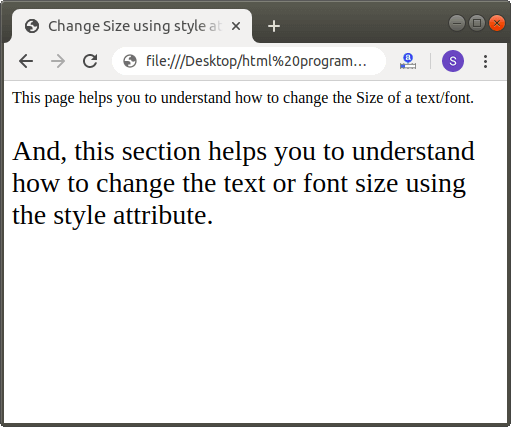 Change Size using style at
file:///Desktop/html%20program…
S
This page helps you to understand how to change the Size of a text/font.
And, this section helps you to understand
how to change the text or font size using
the style attribute.